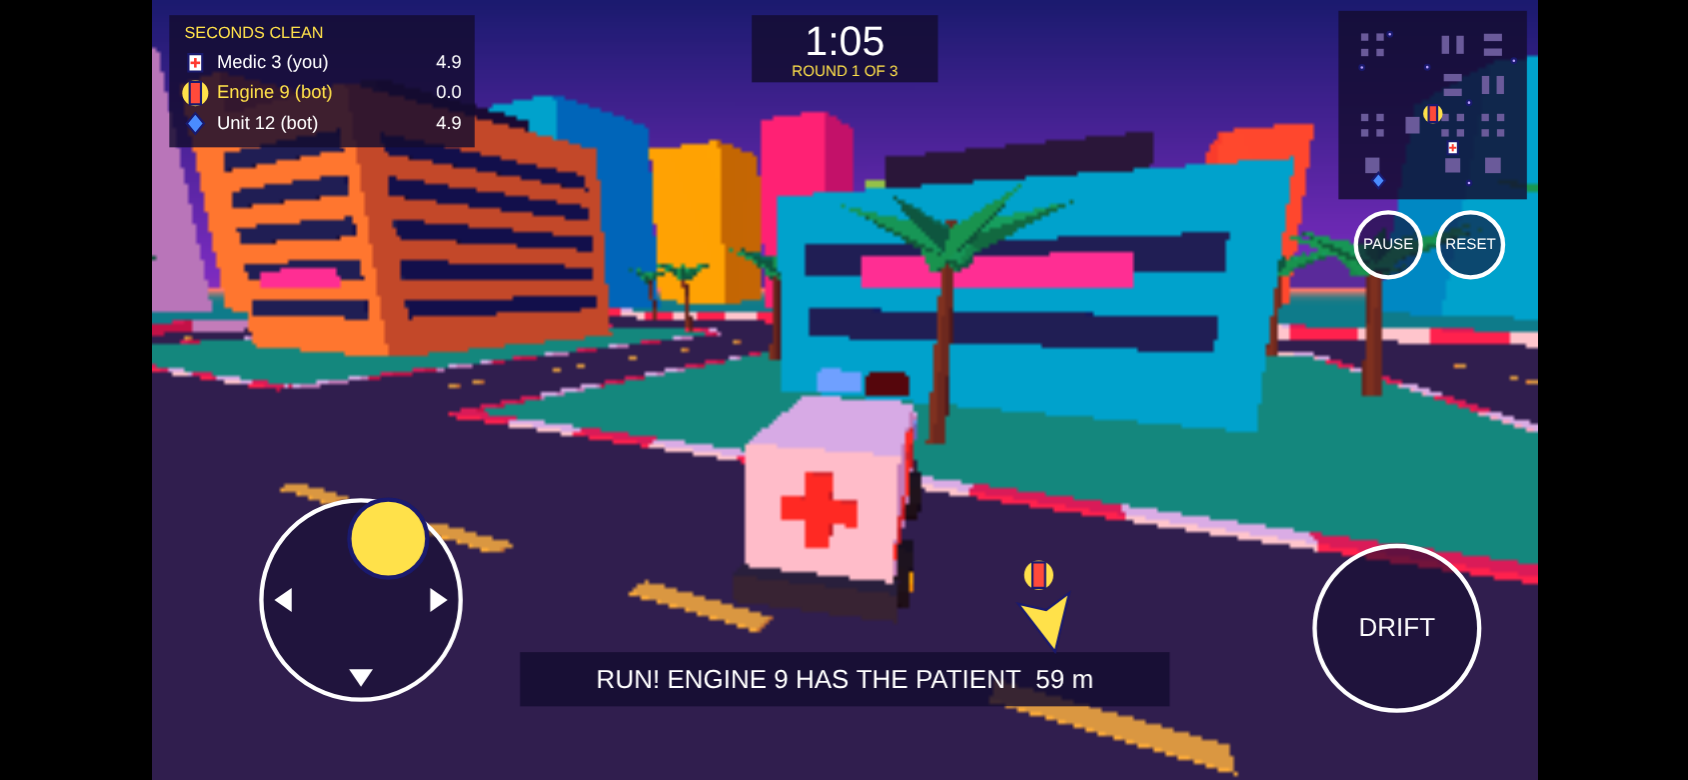 SECONDS CLEAN
Medic 3 (you) 4.9
Engine 9 (bot) 0.0
Unit 12 (bot) 4.9
1:05
ROUND 1 OF 3
PAUSE
RESET
DRIFT
RUN! ENGINE 9 HAS THE PATIENT 59 m